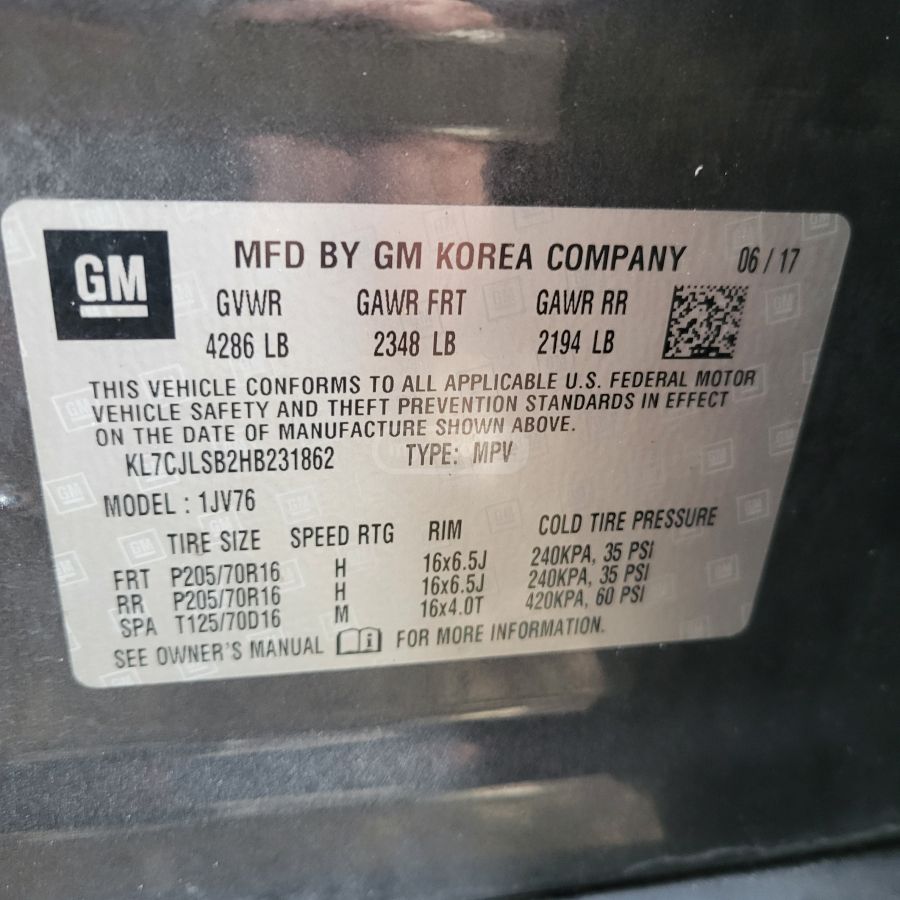 GM
MFD BY GM KOREA COMPANY 06 / 17
GVWR GAWR FRT GAWR RR
4286 LB 2348 LB 2194 LB
THIS VEHICLE CONFORMS TO ALL APPLICABLE U.S. FEDERAL MOTOR
VEHICLE SAFETY AND THEFT PREVENTION STANDARDS IN EFFECT
ON THE DATE OF MANUFACTURE SHOWN ABOVE.
KL7CJLSB2HB231862 TYPE: MPV
MODEL : 1JV76
TIRE SIZE SPEED RTG RIM COLD TIRE PRESSURE
FRT P205/70R16 H 16x6.5J 240KPA, 35 PSI
RR P205/70R16 H 16x6.5J 240KPA, 35 PSI
SPA T125/70D16 M 16x4.0T 420KPA, 60 PSI
SEE OWNER'S MANUAL FOR MORE INFORMATION.